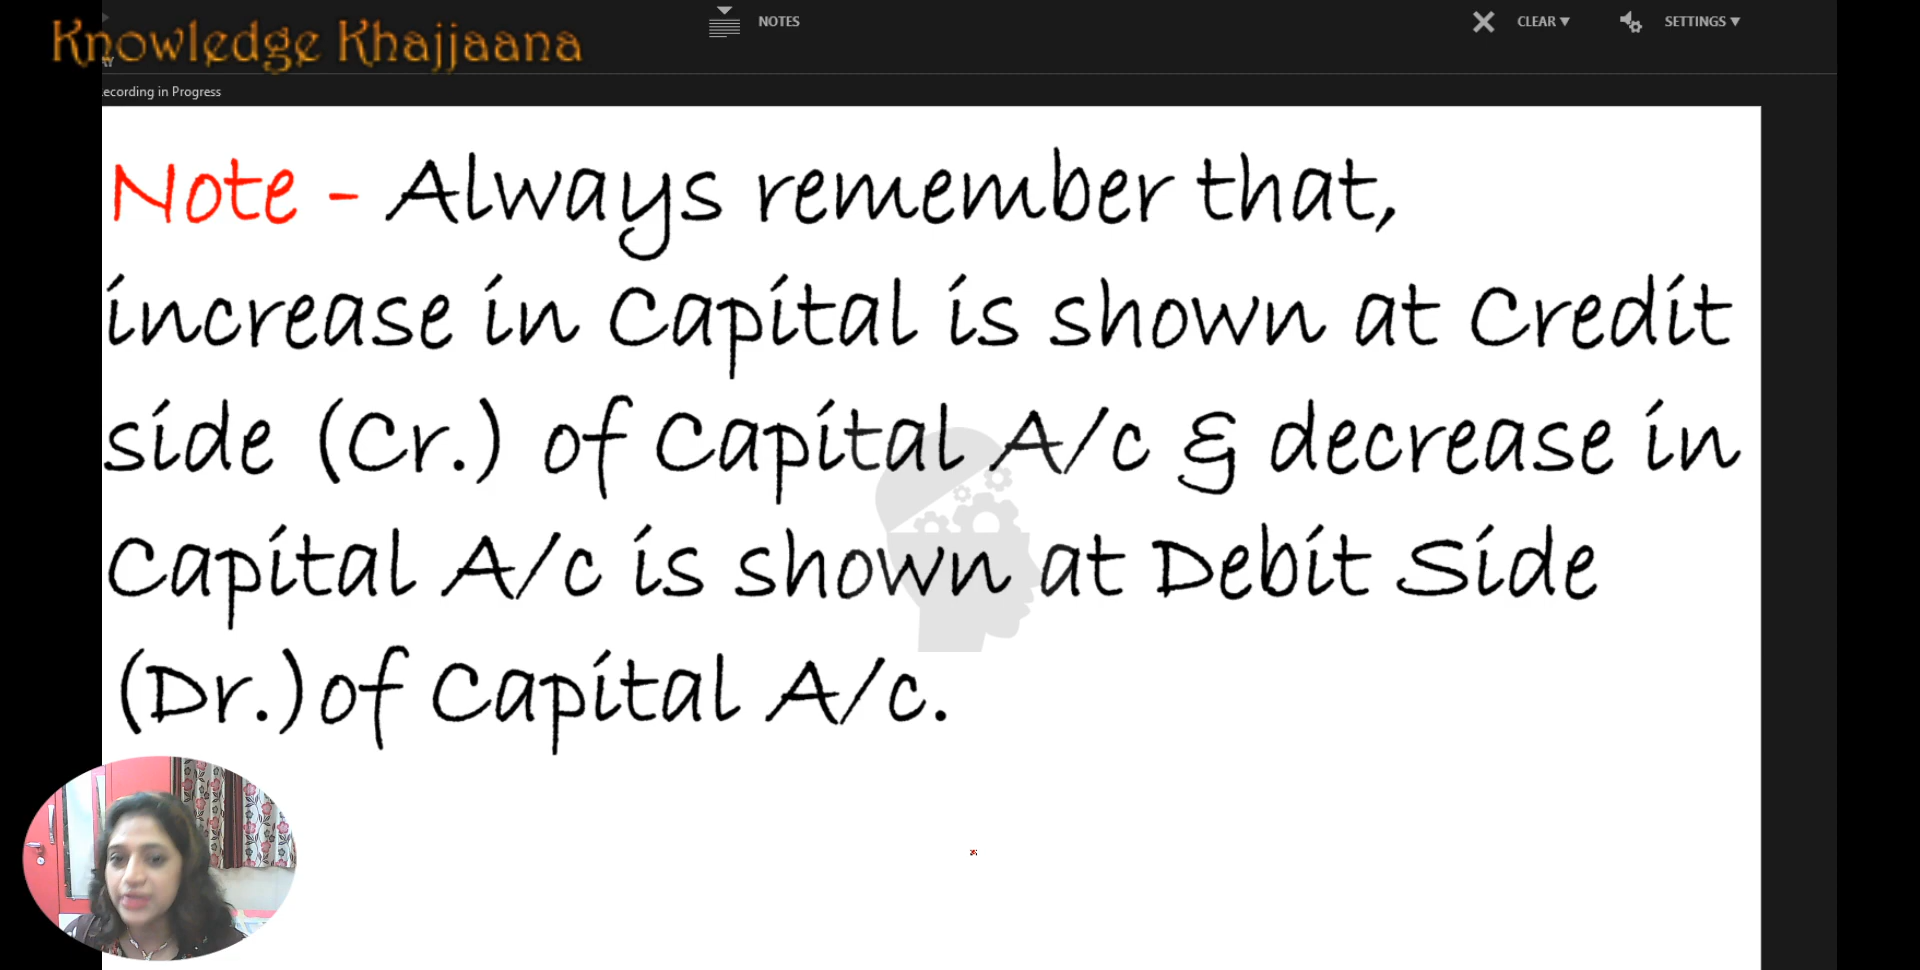 NOTES
CLEAR
SETTINGS
Knowledge Khajjaana
AY
ecording in Progress
Note - Always remember that,
increase in Capital is shown at Credit
side (Cr.) of Capital A/c & decrease in
Capital A/c is shown at Debit Side
(Dr.)of Capital A/c.